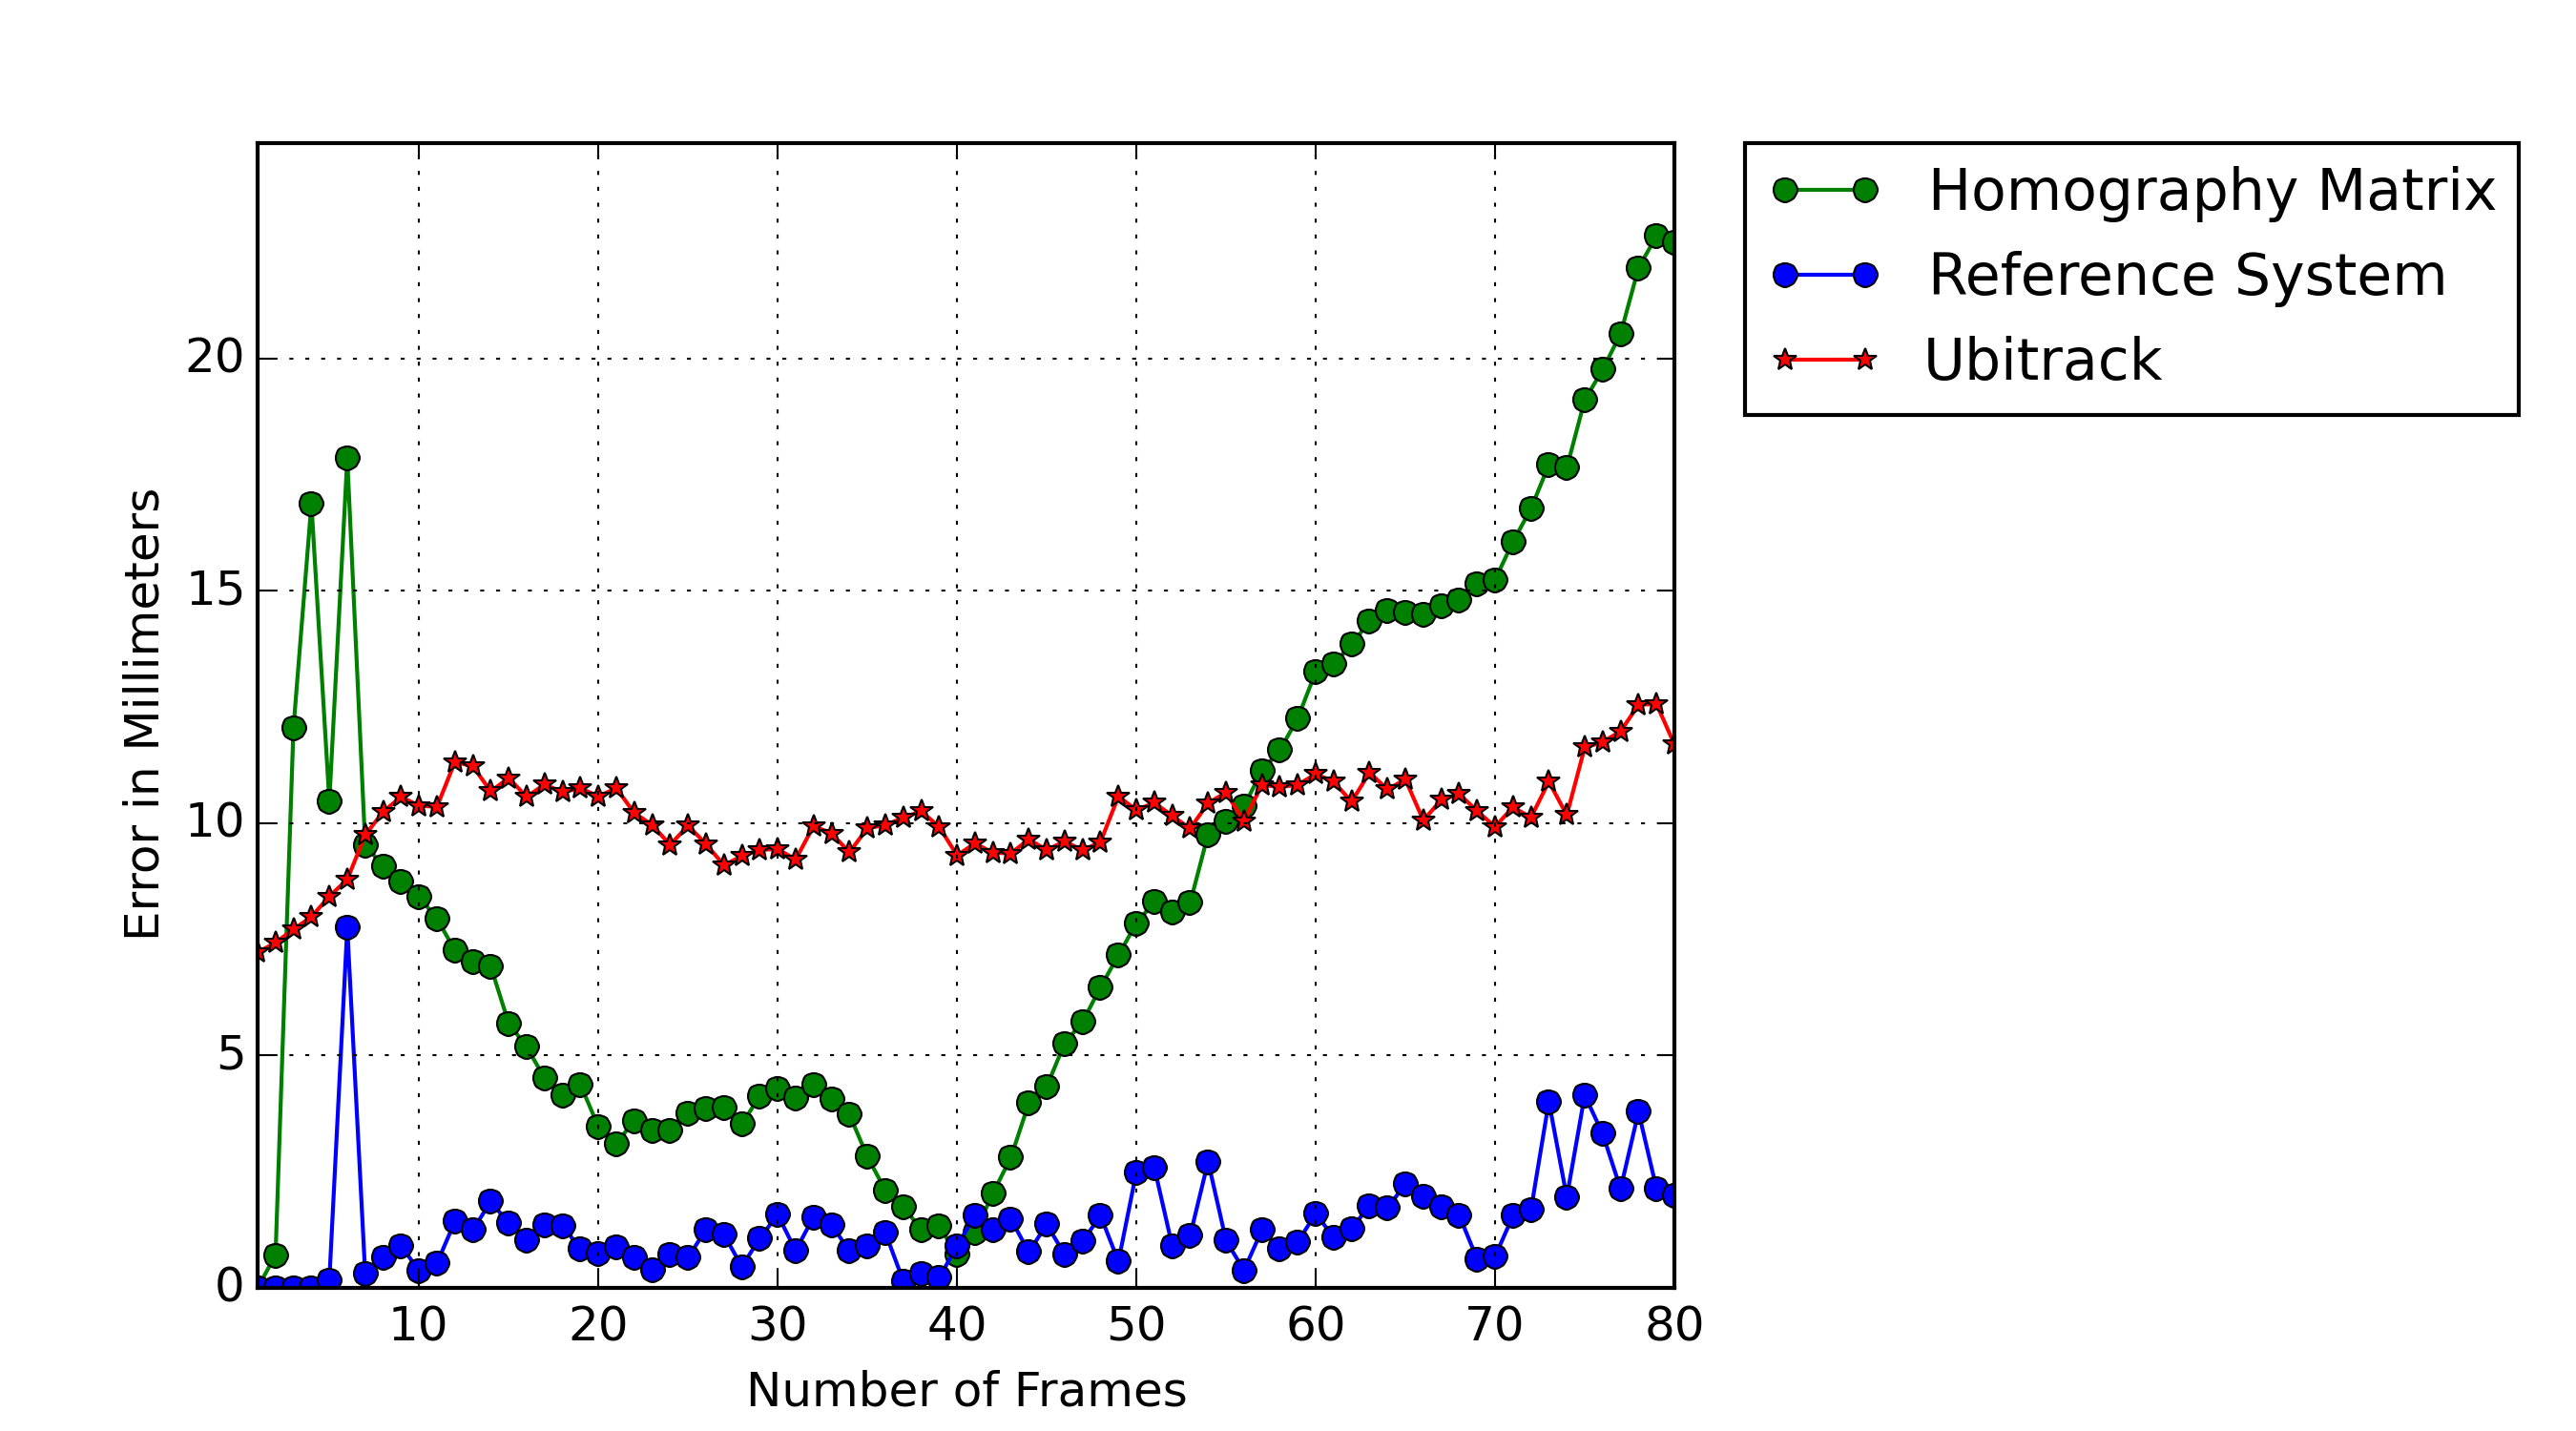 Homography Matrix
Reference System
Ubitrack
Error in Millimeters
20
15
10
5
0
10 20 30 40 50 60 70 80
Number of Frames